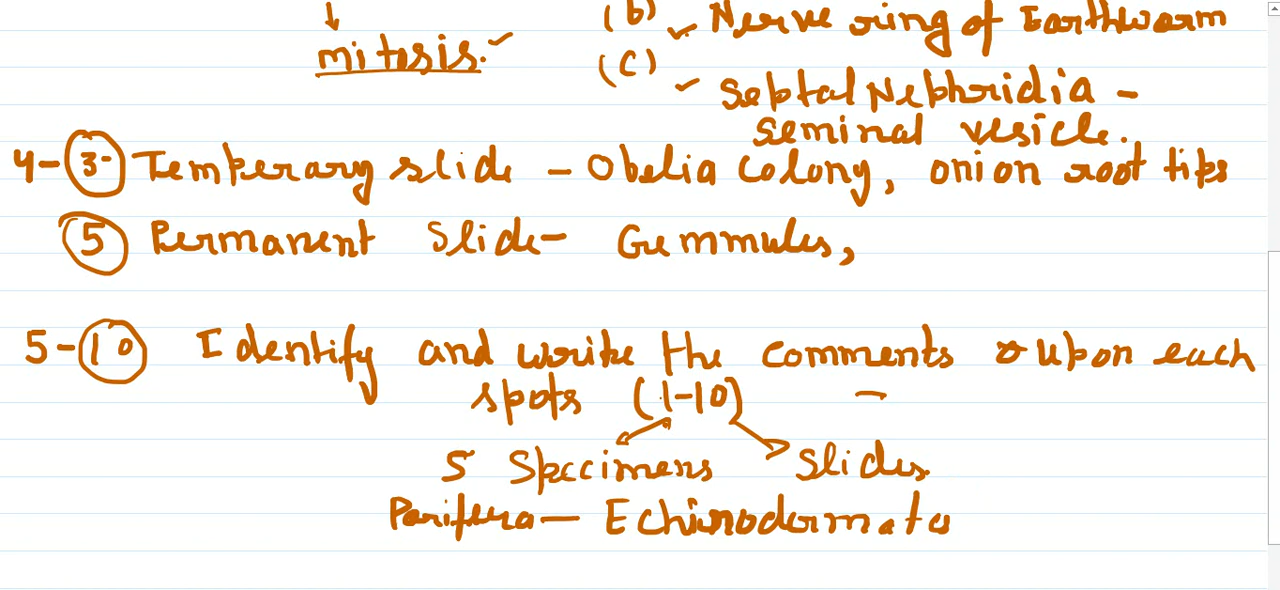 (b) Nerve ring of Earthworm
mitosis.
(c)
Septal Nephridia -
seminal vesicle.
4-3- Temperary slide - Obelia colony, onion root tips
5 Permanent Slide- Gemmules,
5-10 Identify and write the comments upon each
spots (1-10)
5 Specimens Slides
Porifera - Echinodermata